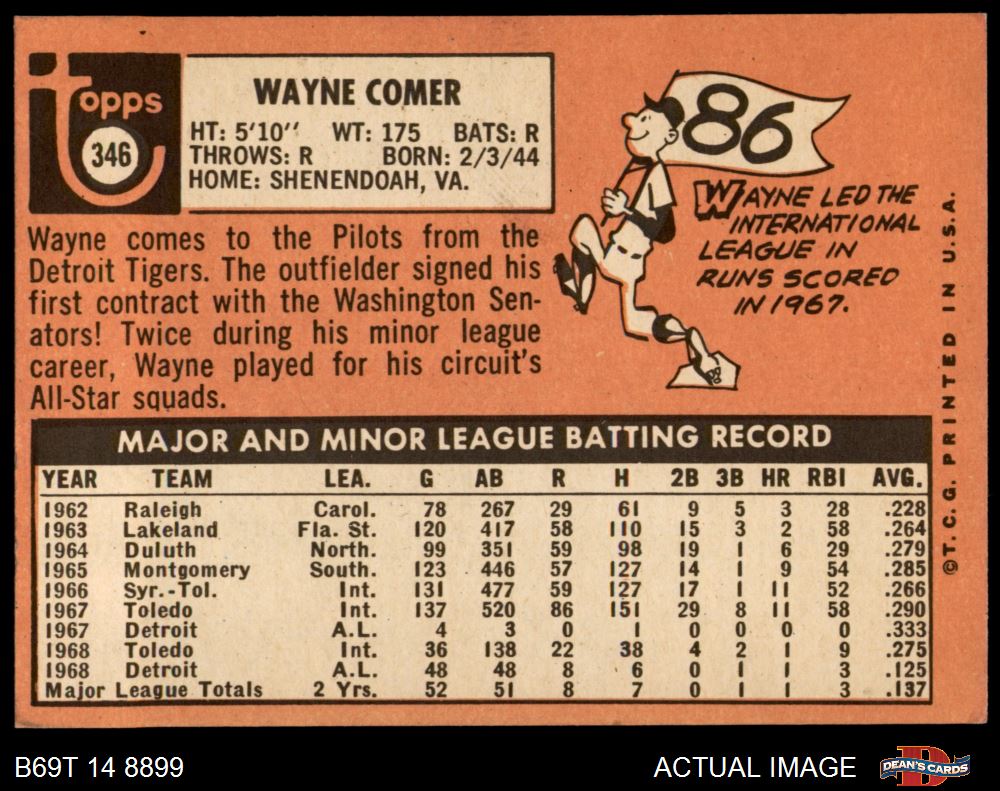 topps
346
WAYNE COMER
HT: 5'10" WT: 175 BATS: R
THROWS: R BORN: 2/3/44
HOME: SHENENDOAH, VA.
Wayne comes to the Pilots from the
Detroit Tigers. The outfielder signed his
first contract with the Washington Sen-
ators! Twice during his minor league
career, Wayne played for his circuit's
All-Star squads.
86
WAYNE LED THE
INTERNATIONAL
LEAGUE IN
RUNS SCORED
IN 1967.
©T. C. G. PRINTED IN U.S.A.
MAJOR AND MINOR LEAGUE BATTING RECORD
YEAR TEAM LEA. G AB R H 2B 3B HR RBI AVG.
1962 Raleigh Carol. 78 267 29 61 9 5 3 28 .228
1963 Lakeland Fla. St. 120 417 58 110 15 3 2 58 .264
1964 Duluth North. 99 351 59 98 19 1 6 29 .279
1965 Montgomery South. 123 446 57 127 14 1 9 54 .285
1966 Syr.-Tol. Int. 131 477 59 127 17 1 11 52 .266
1967 Toledo Int. 137 520 86 151 29 8 11 58 .290
1967 Detroit A.L. 4 3 0 1 0 0 0 0 .333
1968 Toledo Int. 36 138 22 38 4 2 1 9 .275
1968 Detroit A.L. 48 48 8 6 0 1 1 3 .125
Major League Totals 2 Yrs. 52 51 8 7 0 1 1 3 .137
B69T 14 8899
ACTUAL IMAGE
D
DEAN'S CARDS